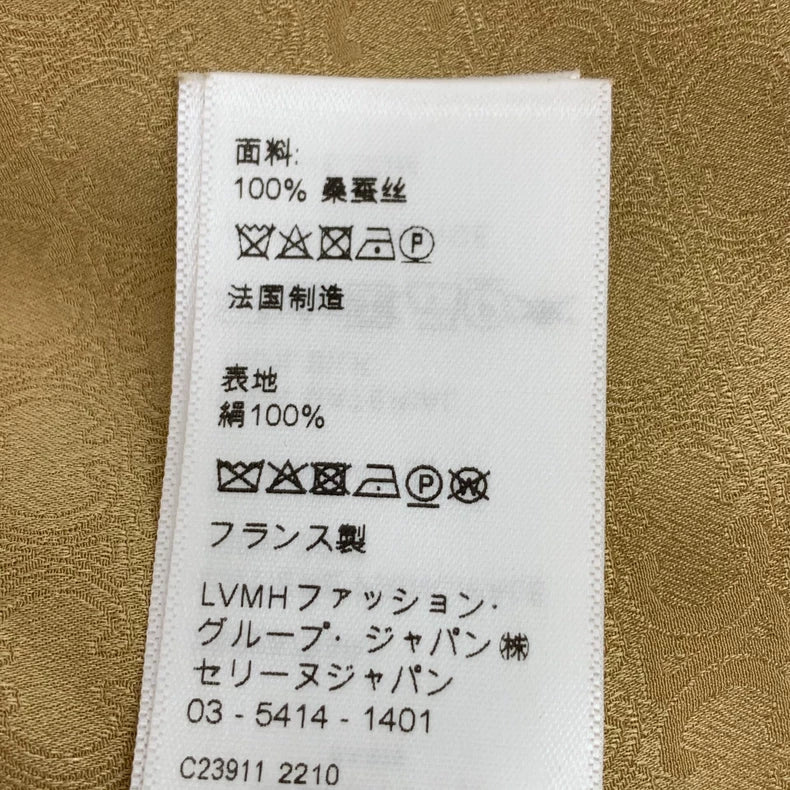 面料:
100% 桑蚕丝
P
法国制造
表地
絹100%
P W
フランス製
LVMHファッション・
グループ・ジャパン㈱
セリーヌジャパン
03 - 5414 - 1401
C23911 2210